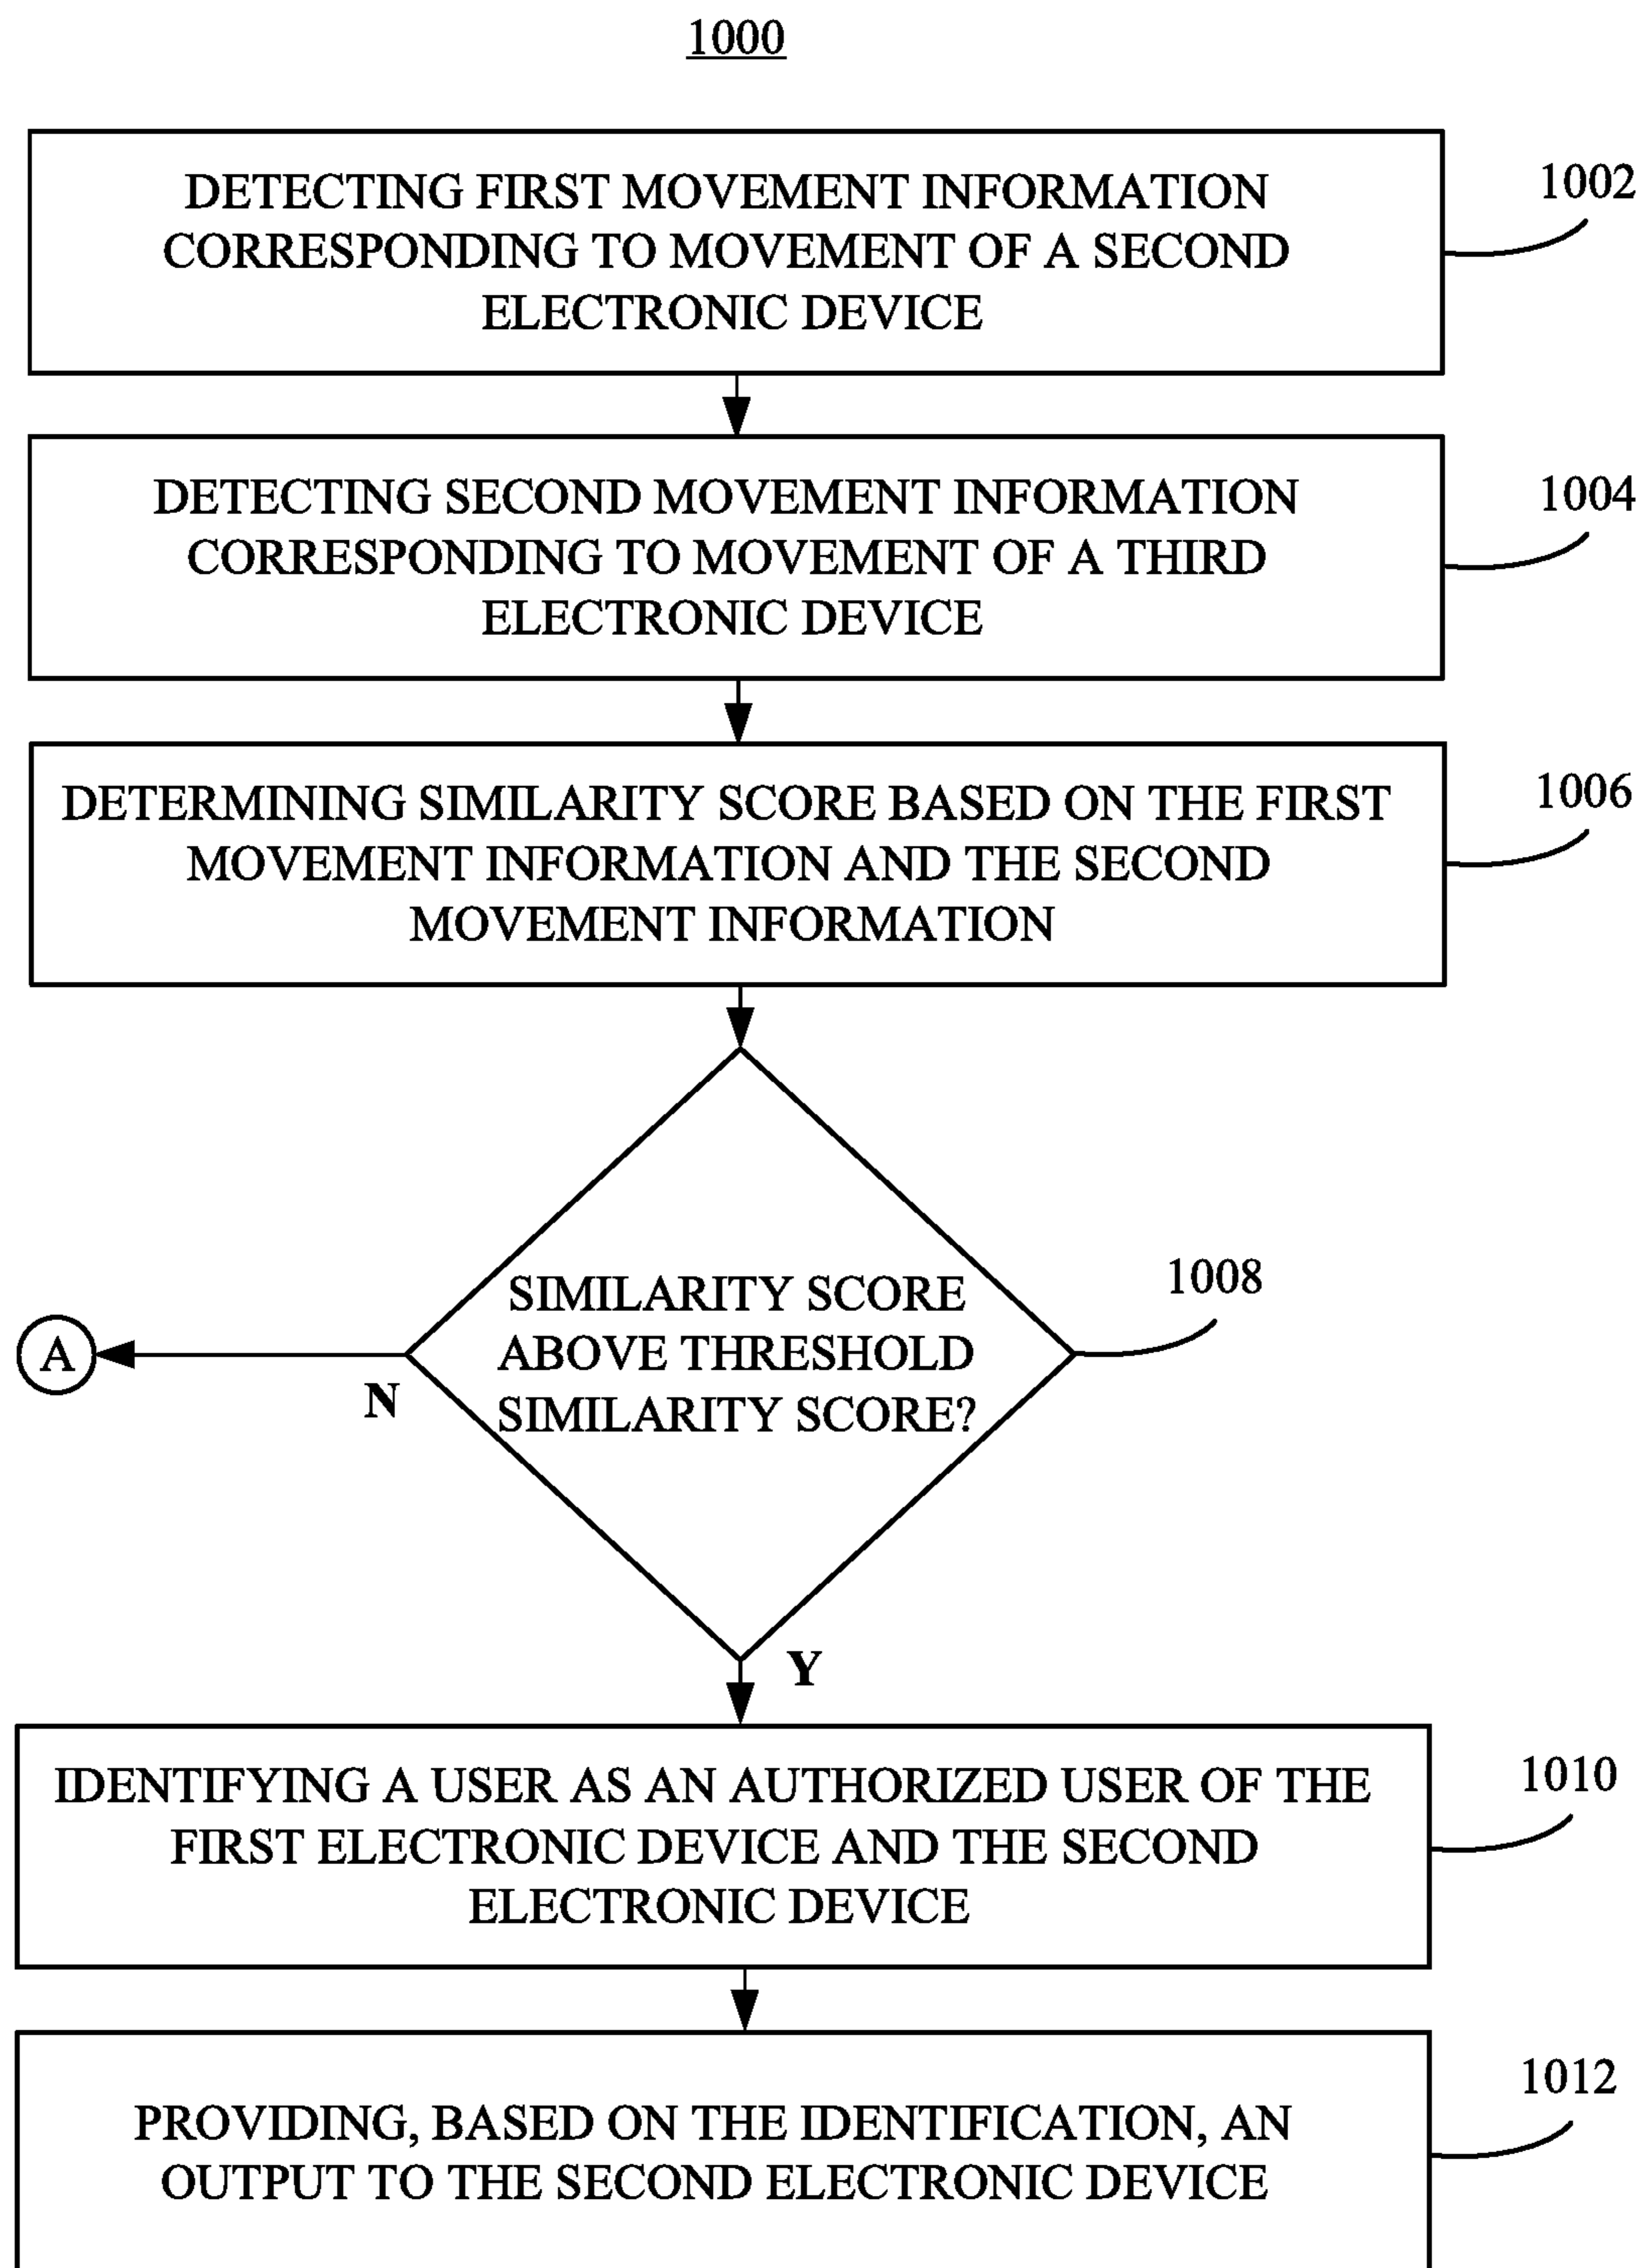 1000
DETECTING FIRST MOVEMENT INFORMATION
CORRESPONDING TO MOVEMENT OF A SECOND
ELECTRONIC DEVICE
1002
DETECTING SECOND MOVEMENT INFORMATION
CORRESPONDING TO MOVEMENT OF A THIRD
ELECTRONIC DEVICE
1004
DETERMINING SIMILARITY SCORE BASED ON THE FIRST
MOVEMENT INFORMATION AND THE SECOND
MOVEMENT INFORMATION
1006
SIMILARITY SCORE
ABOVE THRESHOLD
SIMILARITY SCORE?
1008
A
N
Y
IDENTIFYING A USER AS AN AUTHORIZED USER OF THE
FIRST ELECTRONIC DEVICE AND THE SECOND
ELECTRONIC DEVICE
1010
PROVIDING, BASED ON THE IDENTIFICATION, AN
OUTPUT TO THE SECOND ELECTRONIC DEVICE
1012